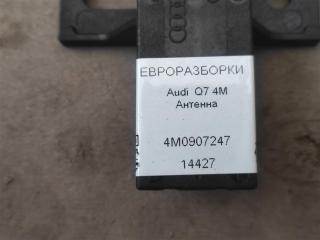 ЕВРОРАЗБОРКИ
Audi Q7 4M
Антенна
4M0907247
14427